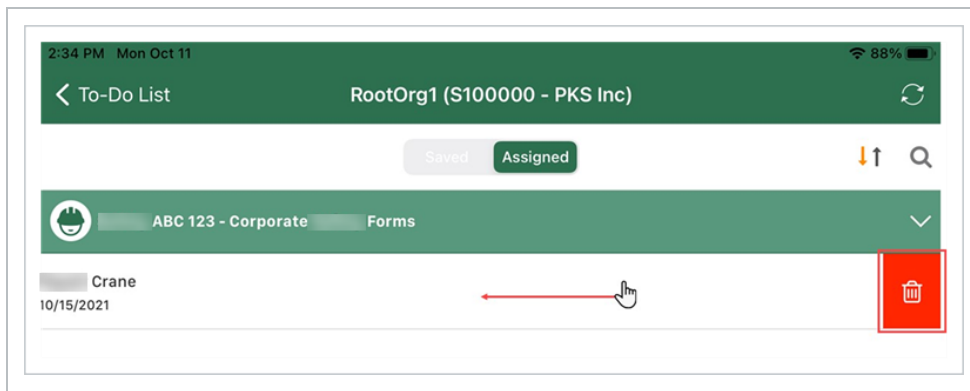 2:34 PM Mon Oct 11 88%
To-Do List RootOrg1 (S100000 - PKS Inc)
Saved Assigned
ABC 123 - Corporate Forms
Crane
10/15/2021